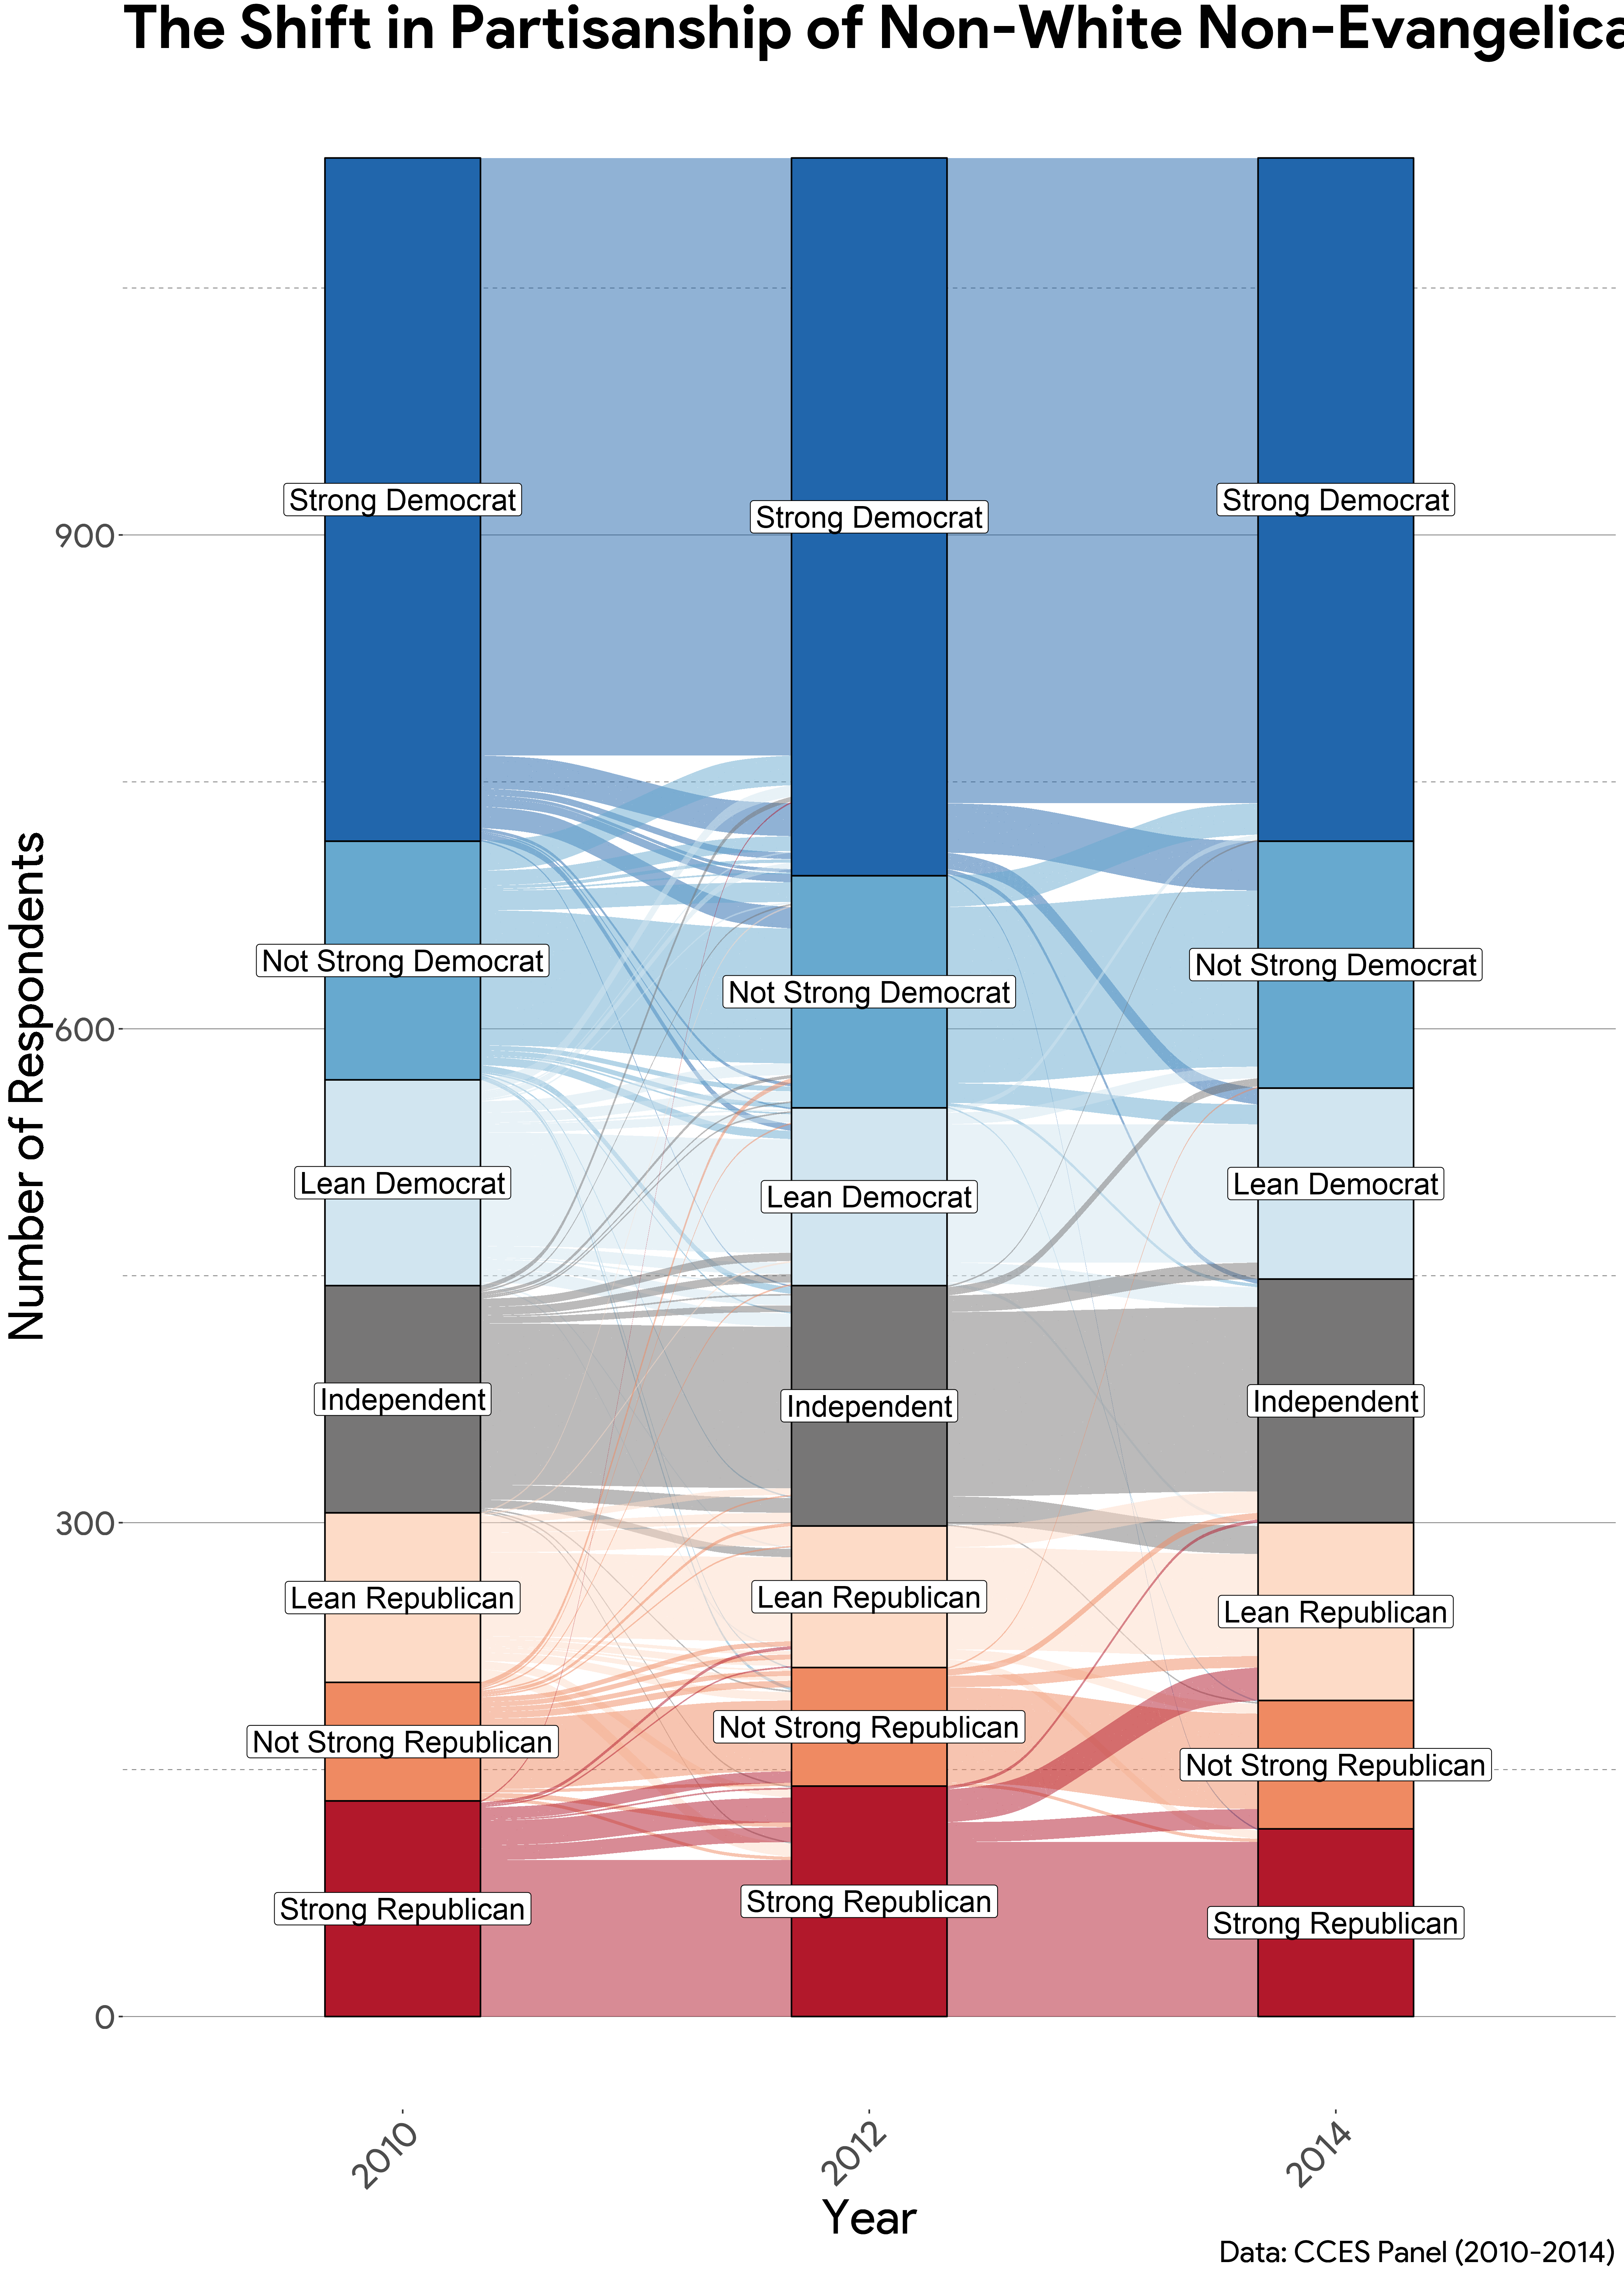 The Shift in Partisanship of Non-White Non-Evangelica
Number of Respondents
900
600
300
0
Strong Democrat
Not Strong Democrat
Lean Democrat
Independent
Lean Republican
Not Strong Republican
Strong Republican
Strong Democrat
Not Strong Democrat
Lean Democrat
Independent
Lean Republican
Not Strong Republican
Strong Republican
Strong Democrat
Not Strong Democrat
Lean Democrat
Independent
Lean Republican
Not Strong Republican
Strong Republican
2010
2012
2014
Year
Data: CCES Panel (2010-2014)